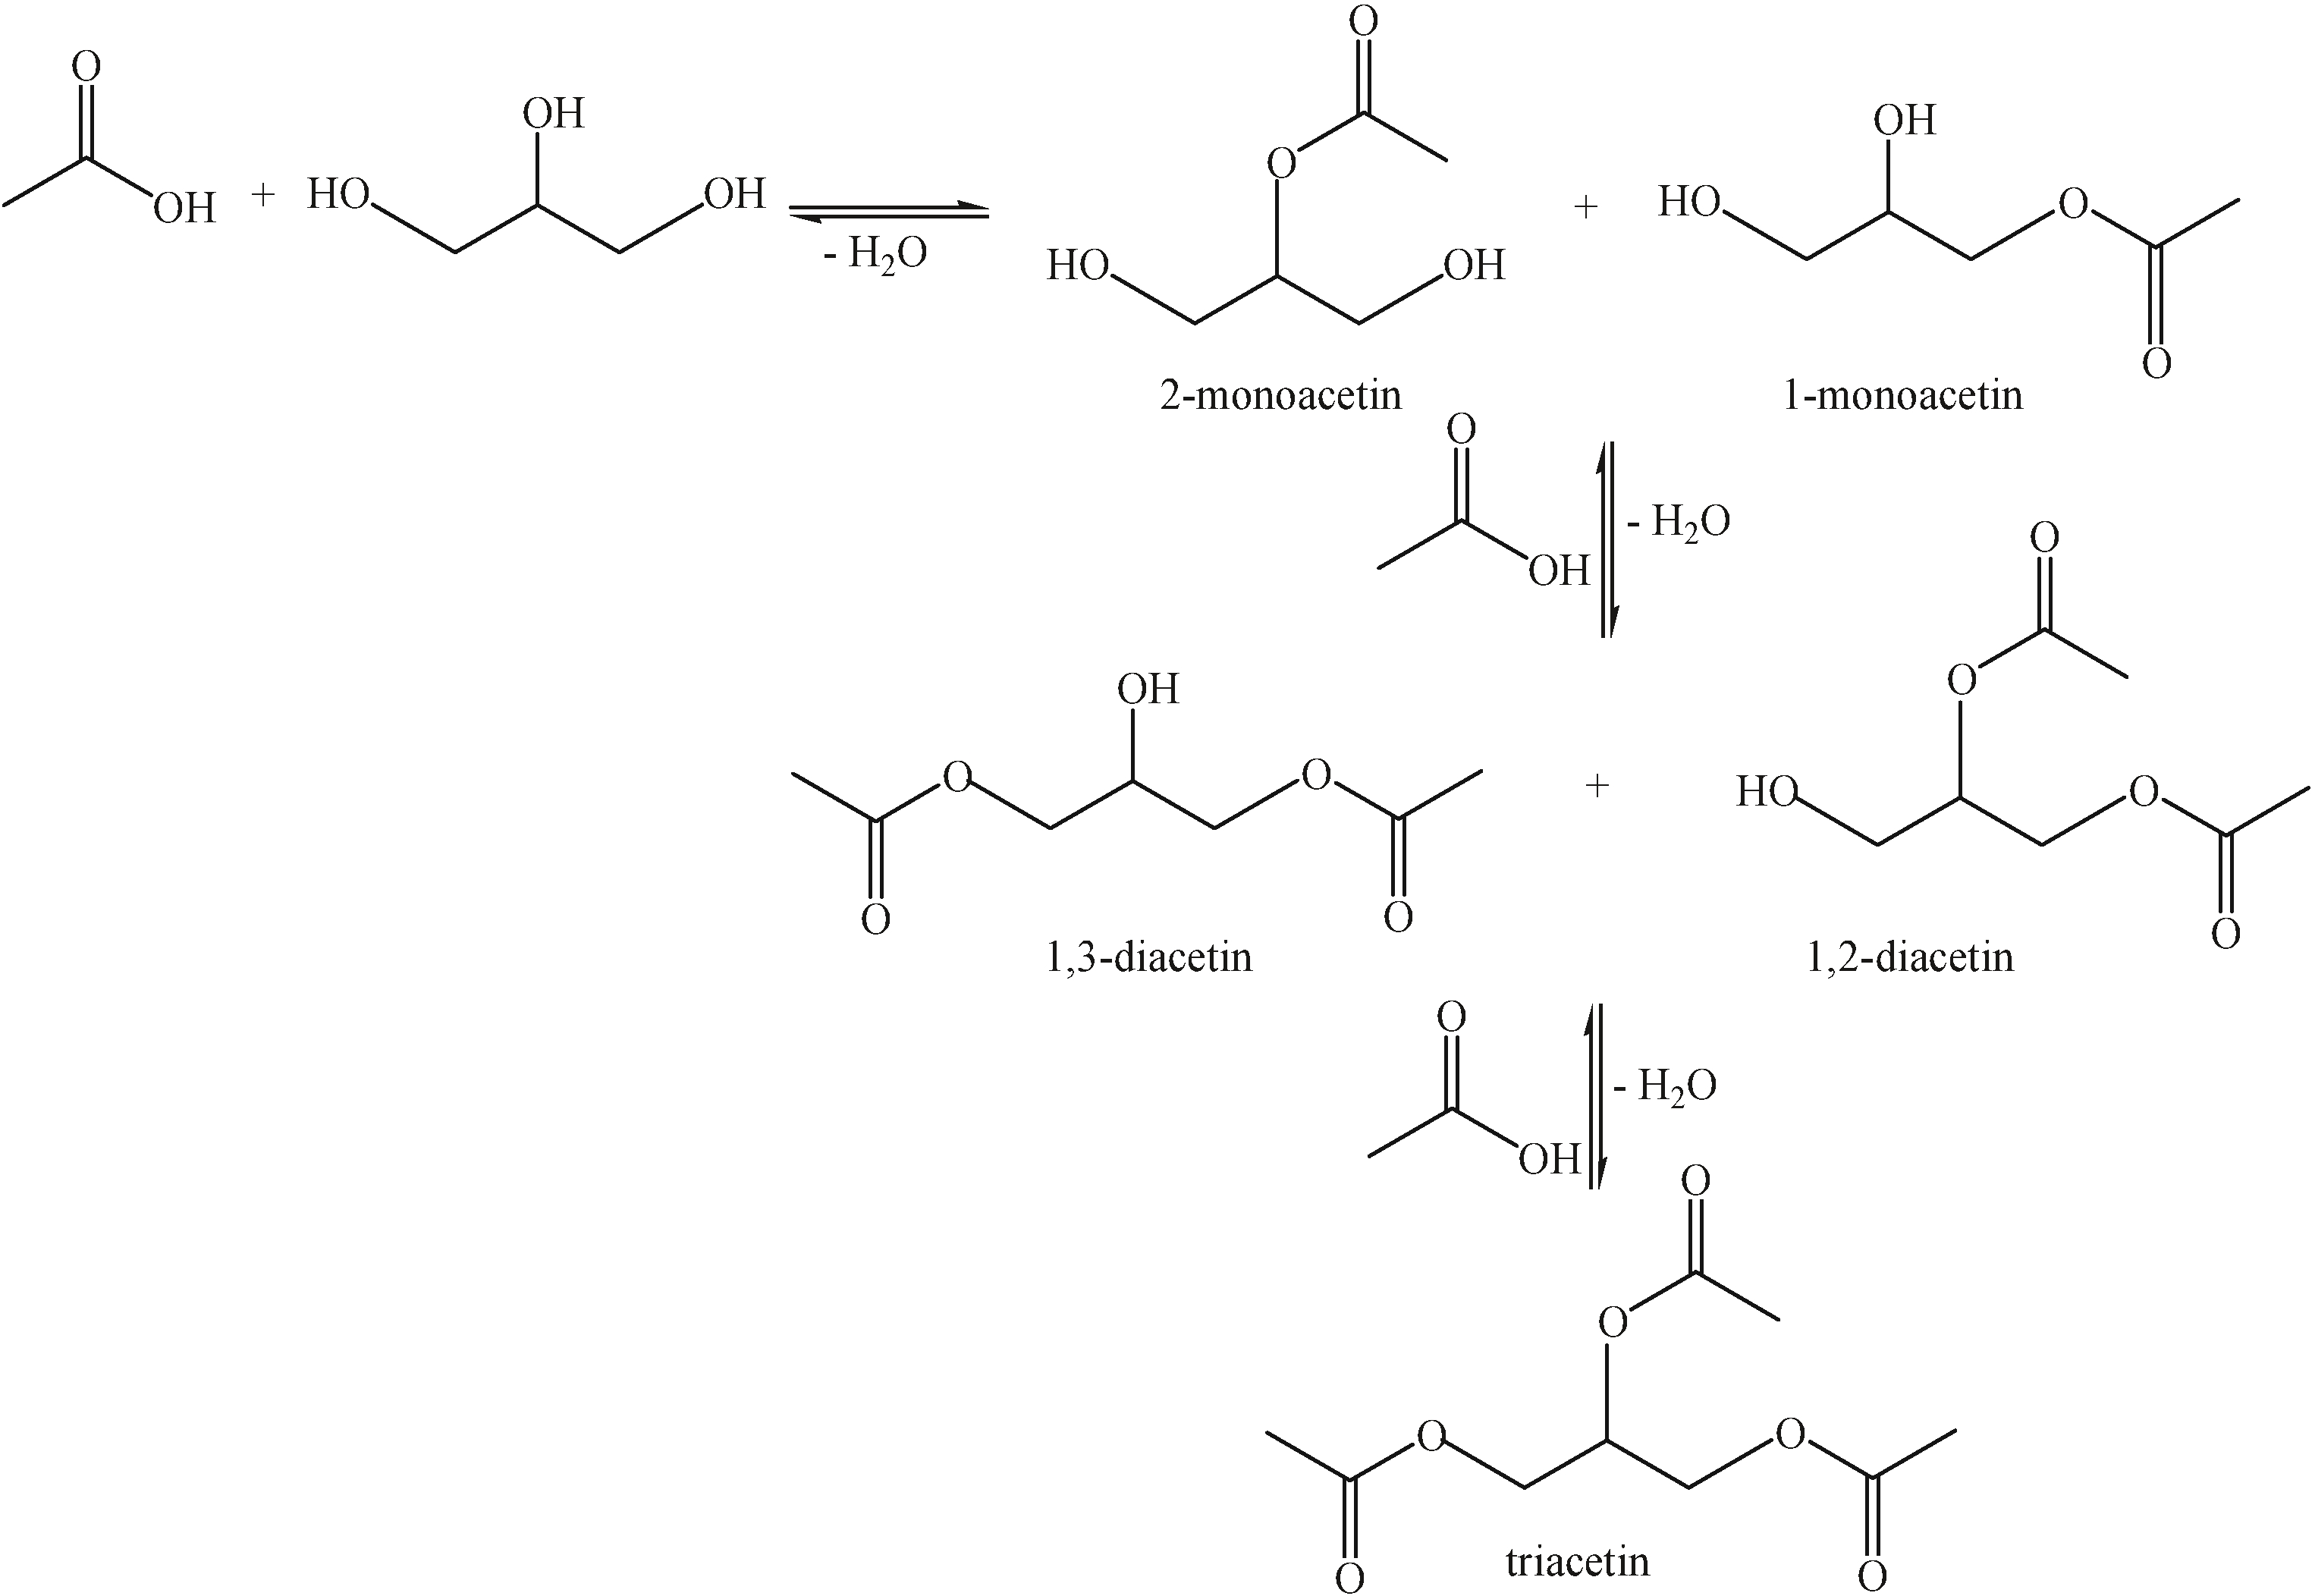 O
OH + HO OH OH
- H₂O
O
O
HO OH
2-monoacetin
+
OH
HO O
O
1-monoacetin
O
OH
- H₂O
OH
O O
O O
1,3-diacetin
+
O
O
HO O
O
1,2-diacetin
O
OH
- H₂O
O
O
O O
O O
triacetin